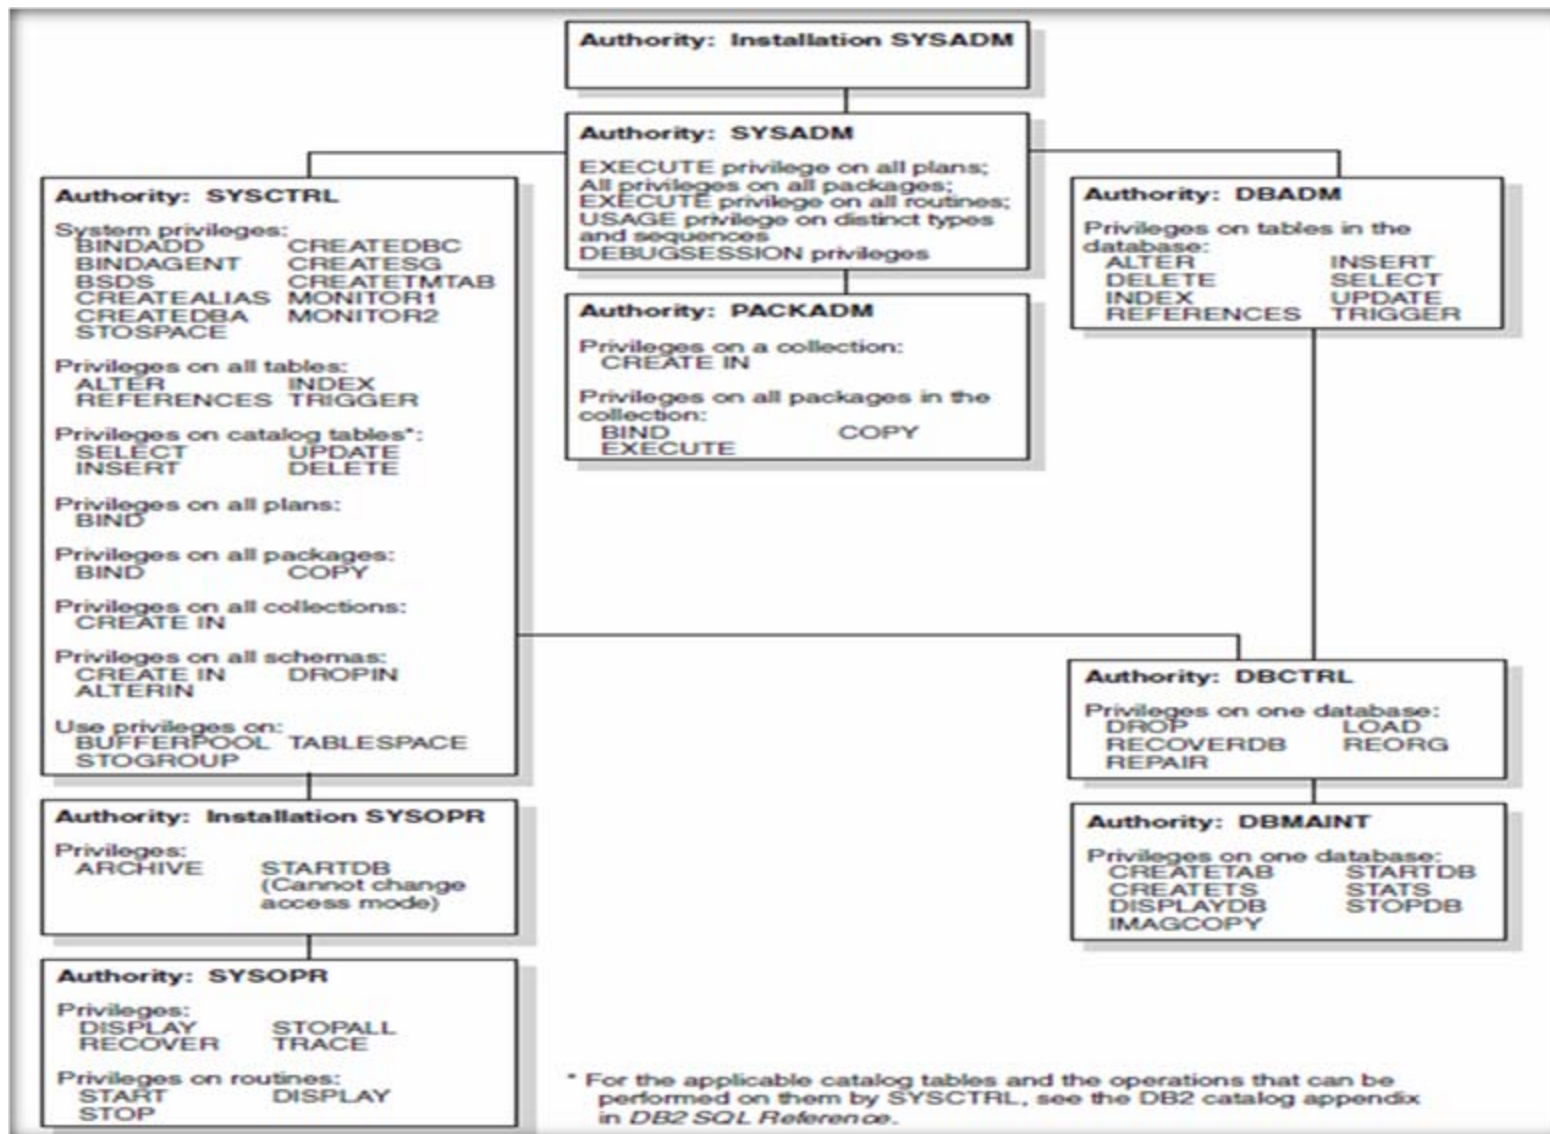 Authority: Installation SYSADM
Authority: SYSADM
EXECUTE privilege on all plans;
All privileges on all packages;
EXECUTE privilege on all routines;
USAGE privilege on distinct types
and sequences
DEBUGSESSION privileges
Authority: SYSCTRL
System privileges:
BINDADD CREATEDBC
BINDAGENT CREATESG
BSDS CREATETMTAB
CREATEALIAS MONITOR1
CREATEDBA MONITOR2
STOSPACE
Privileges on all tables:
ALTER INDEX
REFERENCES TRIGGER
Privileges on catalog tables*:
SELECT UPDATE
INSERT DELETE
Privileges on all plans:
BIND
Privileges on all packages:
BIND COPY
Privileges on all collections:
CREATE IN
Privileges on all schemas:
CREATE IN DROPIN
ALTERIN
Use privileges on:
BUFFERPOOL TABLESPACE
STOGROUP
Authority: PACKADM
Privileges on a collection:
CREATE IN
Privileges on all packages in the
collection:
BIND COPY
EXECUTE
Authority: DBADM
Privileges on tables in the
database:
ALTER INSERT
DELETE SELECT
INDEX UPDATE
REFERENCES TRIGGER
Authority: DBCTRL
Privileges on one database:
DROP LOAD
RECOVERDB REORG
REPAIR
Authority: DBMAINT
Privileges on one database:
CREATETAB STARTDB
CREATETS STATS
DISPLAYDB STOPDB
IMAGCOPY
Authority: Installation SYSOPR
Privileges:
ARCHIVE STARTDB
(Cannot change
access mode)
Authority: SYSOPR
Privileges:
DISPLAY STOPALL
RECOVER TRACE
Privileges on routines:
START DISPLAY
STOP
* For the applicable catalog tables and the operations that can be
performed on them by SYSCTRL, see the DB2 catalog appendix
in DB2 SQL Reference.